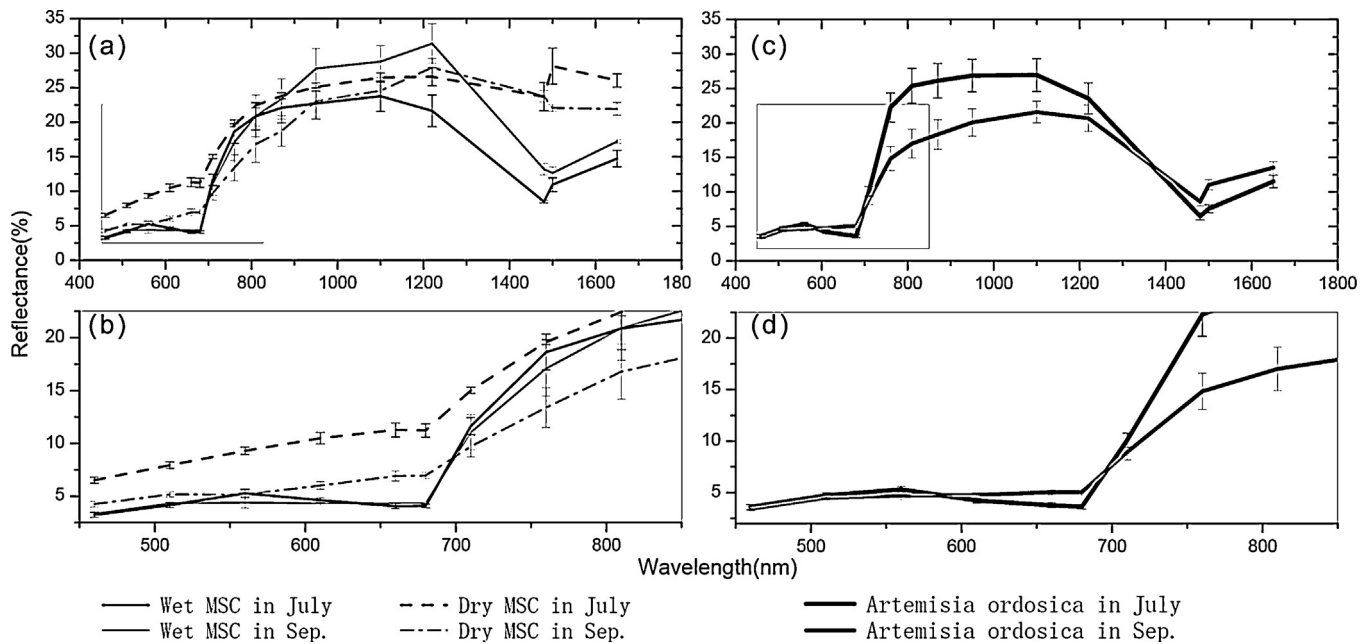 (a)
35
30
25
20
15
10
5
0
400 600 800 1000 1200 1400 1600 180
(c)
35
30
25
20
15
10
5
0
400 600 800 1000 1200 1400 1600 1800
Reflectance(%)
(b)
20
15
10
5
500 600 700 800
(d)
20
15
10
5
500 600 700 800
Wavelength(nm)
Wet MSC in July
Dry MSC in July
Artemisia ordosica in July
Wet MSC in Sep.
Dry MSC in Sep.
Artemisia ordosica in Sep.